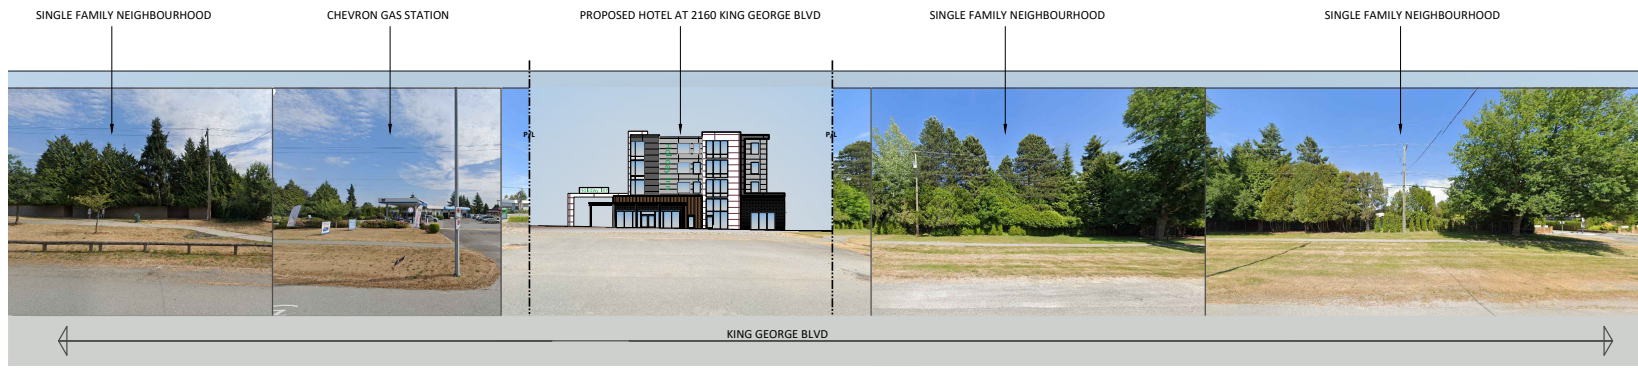 SINGLE FAMILY NEIGHBOURHOOD
CHEVRON GAS STATION
PROPOSED HOTEL AT 2160 KING GEORGE BLVD
SINGLE FAMILY NEIGHBOURHOOD
SINGLE FAMILY NEIGHBOURHOOD
KING GEORGE BLVD